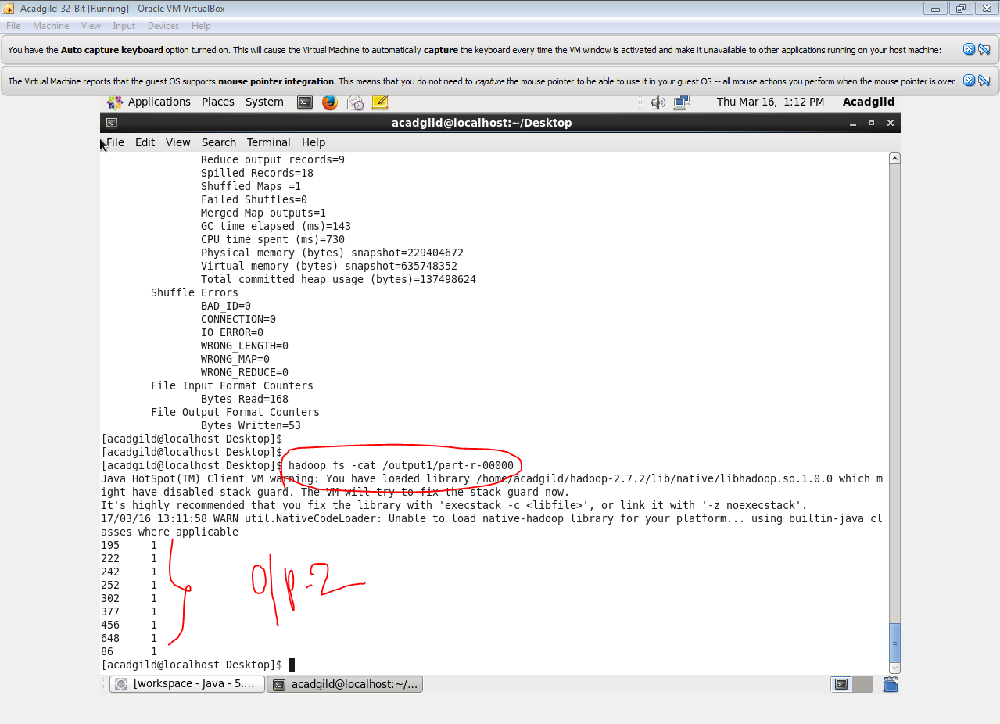 Acadgild_32_Bit [Running] - Oracle VM VirtualBox
File Machine View Input Devices Help
You have the Auto capture keyboard option turned on. This will cause the Virtual Machine to automatically capture the keyboard every time the VM window is activated and make it unavailable to other applications running on your host machine:
The Virtual Machine reports that the guest OS supports mouse pointer integration. This means that you do not need to capture the mouse pointer to be able to use it in your guest OS -- all mouse actions you perform when the mouse pointer is over
Applications Places System Thu Mar 16, 1:12 PM Acadgild
acadgild@localhost:~/Desktop
File Edit View Search Terminal Help
Reduce output records=9
Spilled Records=18
Shuffled Maps =1
Failed Shuffles=0
Merged Map outputs=1
GC time elapsed (ms)=143
CPU time spent (ms)=730
Physical memory (bytes) snapshot=229404672
Virtual memory (bytes) snapshot=635748352
Total committed heap usage (bytes)=137498624
Shuffle Errors
BAD_ID=0
CONNECTION=0
IO_ERROR=0
WRONG_LENGTH=0
WRONG_MAP=0
WRONG_REDUCE=0
File Input Format Counters
Bytes Read=168
File Output Format Counters
Bytes Written=53
[acadgild@localhost Desktop]$
[acadgild@localhost Desktop]$
[acadgild@localhost Desktop]$ hadoop fs -cat /output1/part-r-00000
Java HotSpot(TM) Client VM warning: You have loaded library /home/acadgild/hadoop-2.7.2/lib/native/libhadoop.so.1.0.0 which m
ight have disabled stack guard. The VM will try to fix the stack guard now.
It's highly recommended that you fix the library with 'execstack -c <libfile>', or link it with '-z noexecstack'.
17/03/16 13:11:58 WARN util.NativeCodeLoader: Unable to load native-hadoop library for your platform... using builtin-java cl
asses where applicable
195 1
222 1
242 1
252 1
302 1
377 1
456 1
648 1
86 1
o/p-2
[acadgild@localhost Desktop]$
[workspace - Java - 5.... acadgild@localhost:~/...